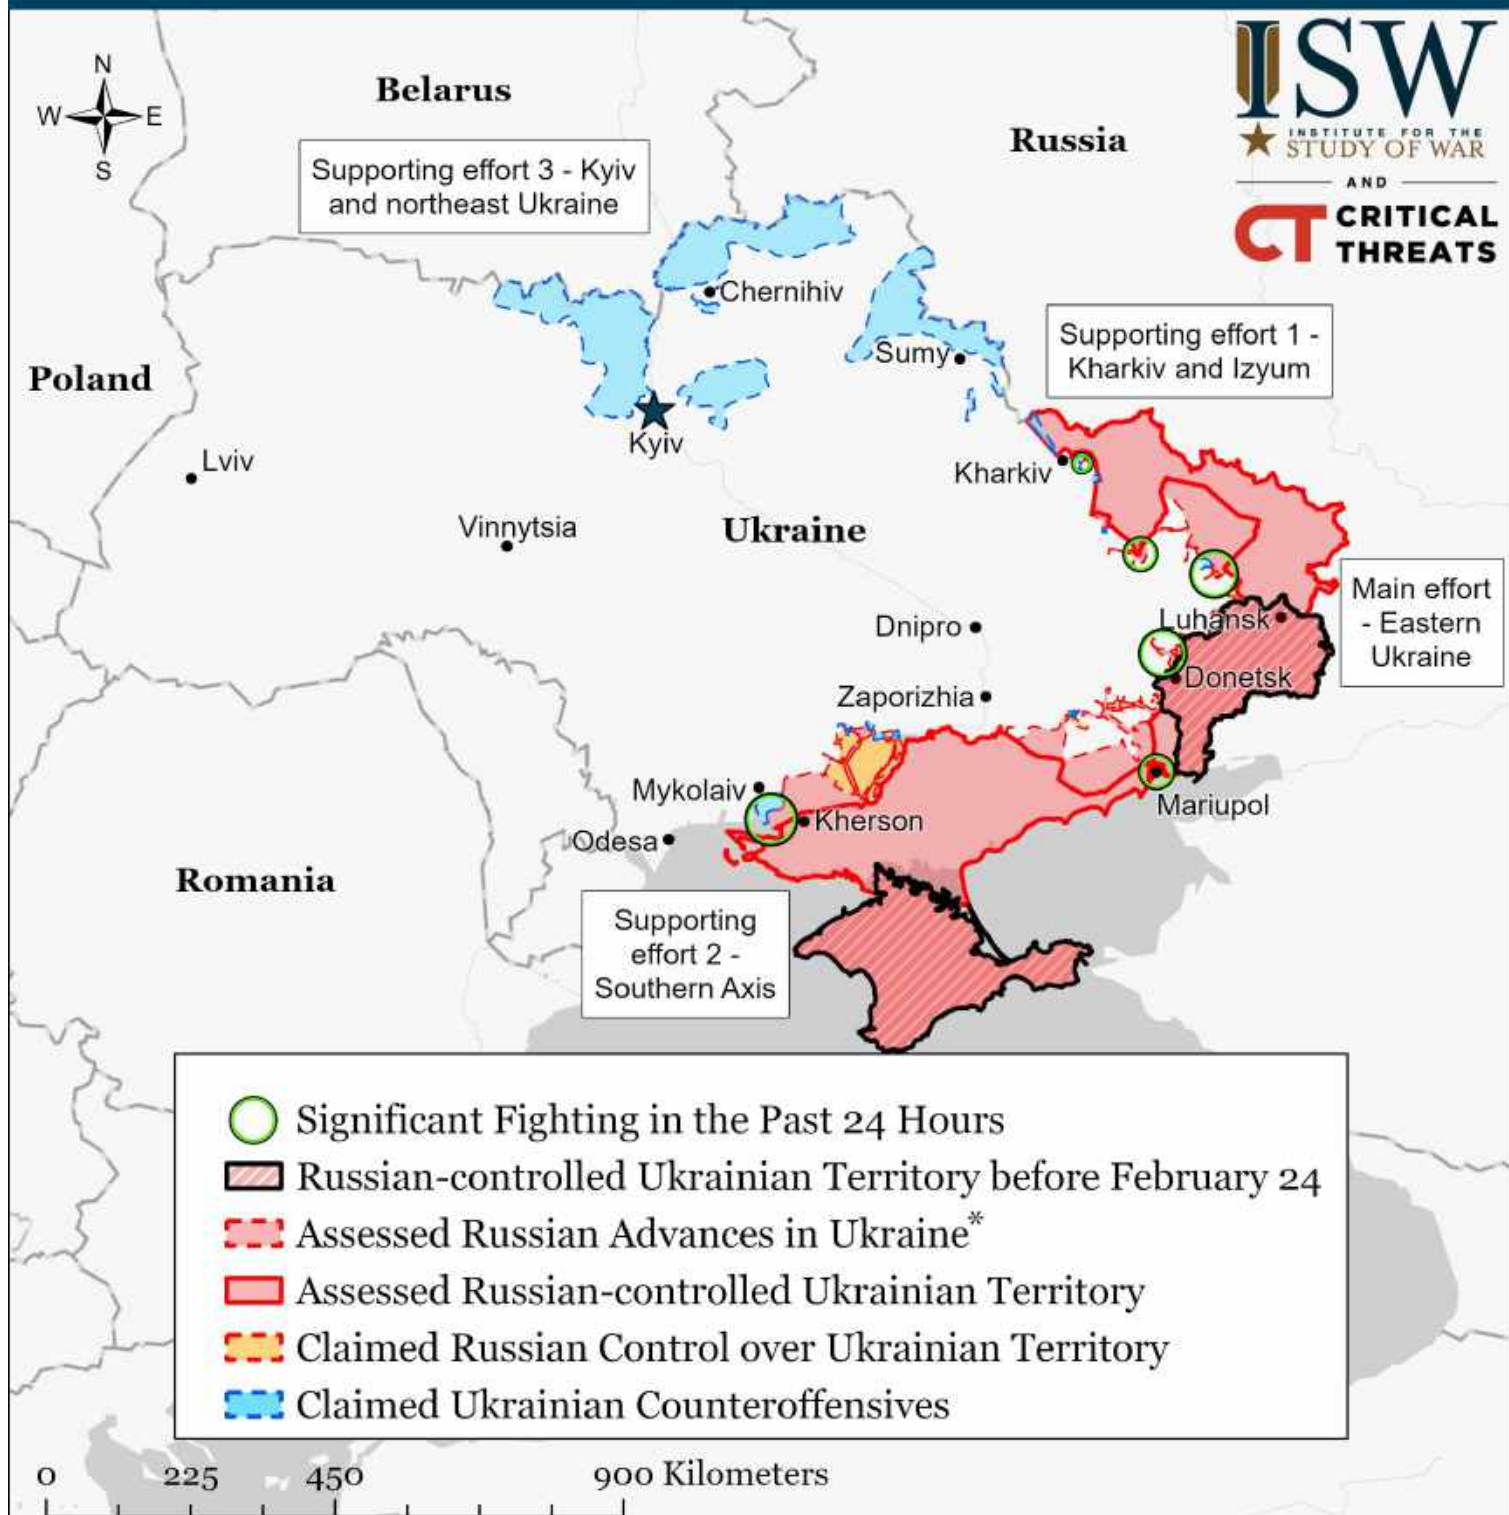 N
W
E
S
Belarus
Russia
ISW
INSTITUTE FOR THE
STUDY OF WAR
AND
CT CRITICAL
THREATS
Supporting effort 3 - Kyiv
and northeast Ukraine
Chernihiv
Supporting effort 1 -
Kharkiv and Izyum
Sumy
Poland
Kyiv
Lviv
Kharkiv
Vinnytsia
Ukraine
Main effort
- Eastern
Ukraine
Dnipro
Luhansk
Donetsk
Zaporizhia
Mykolaiv
Mariupol
Kherson
Odesa
Romania
Supporting
effort 2 -
Southern Axis
Significant Fighting in the Past 24 Hours
Russian-controlled Ukrainian Territory before February 24
Assessed Russian Advances in Ukraine*
Assessed Russian-controlled Ukrainian Territory
Claimed Russian Control over Ukrainian Territory
Claimed Ukrainian Counteroffensives
0 225 450 900 Kilometers